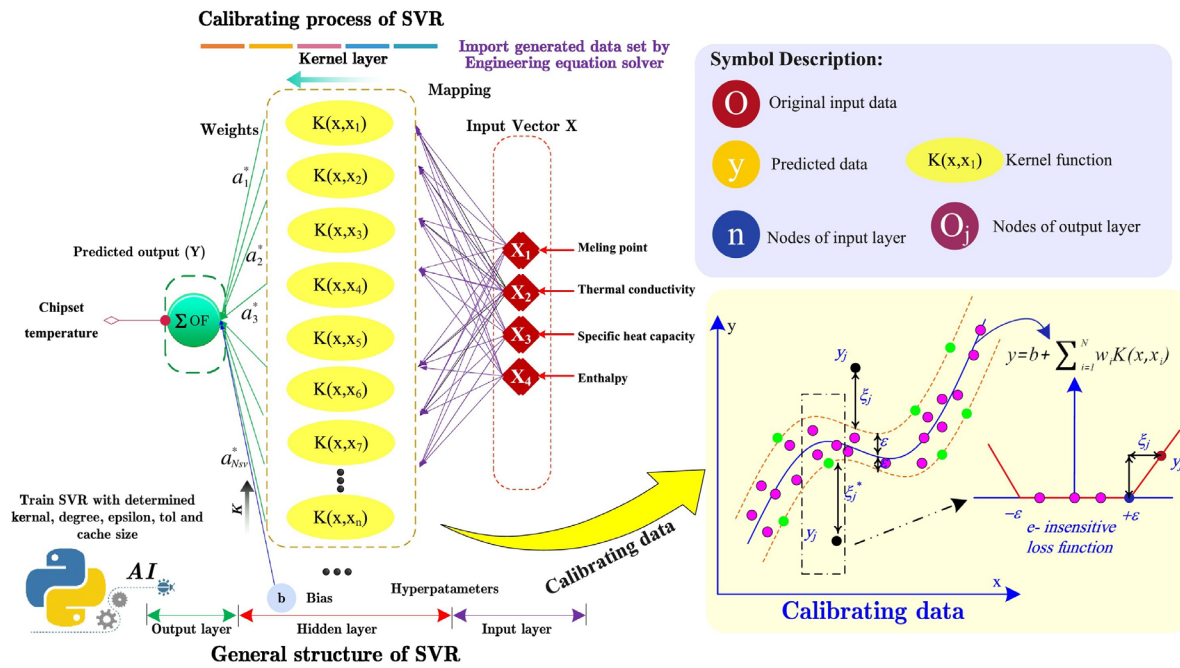 Calibrating process of SVR
Import generated data set by
Engineering equation solver
Kernel layer
Mapping
Input Vector X
Weights
K(x,x₁)
K(x,x₂)
K(x,x₃)
K(x,x₄)
K(x,x₅)
K(x,x₆)
K(x,x₇)
K(x,xₙ)
a₁*
a₂*
a₃*
a*Nsv
X₁
X₂
X₃
X₄
Meling point
Thermal conductivity
Specific heat capacity
Enthalpy
Predicted output (Y)
Chipset
temperature
Σ OF
K
Train SVR with determined
kernal, degree, epsilon, tol and
cache size
AI
b
Bias
Hyperpatameters
Output layer
Hidden layer
Input layer
General structure of SVR
Calibrating data
Symbol Description:
O
Original input data
y
Predicted data
K(x,x₁)
Kernel function
n
Nodes of input layer
Oⱼ
Nodes of output layer
y
x
yⱼ
ξⱼ
ε
ξⱼ*
yⱼ
y=b+ ∑ᵢ₌₁ᴺ wᵢK(x,xᵢ)
ξⱼ
yⱼ
-ε
+ε
e- insensitive
loss function
Calibrating data